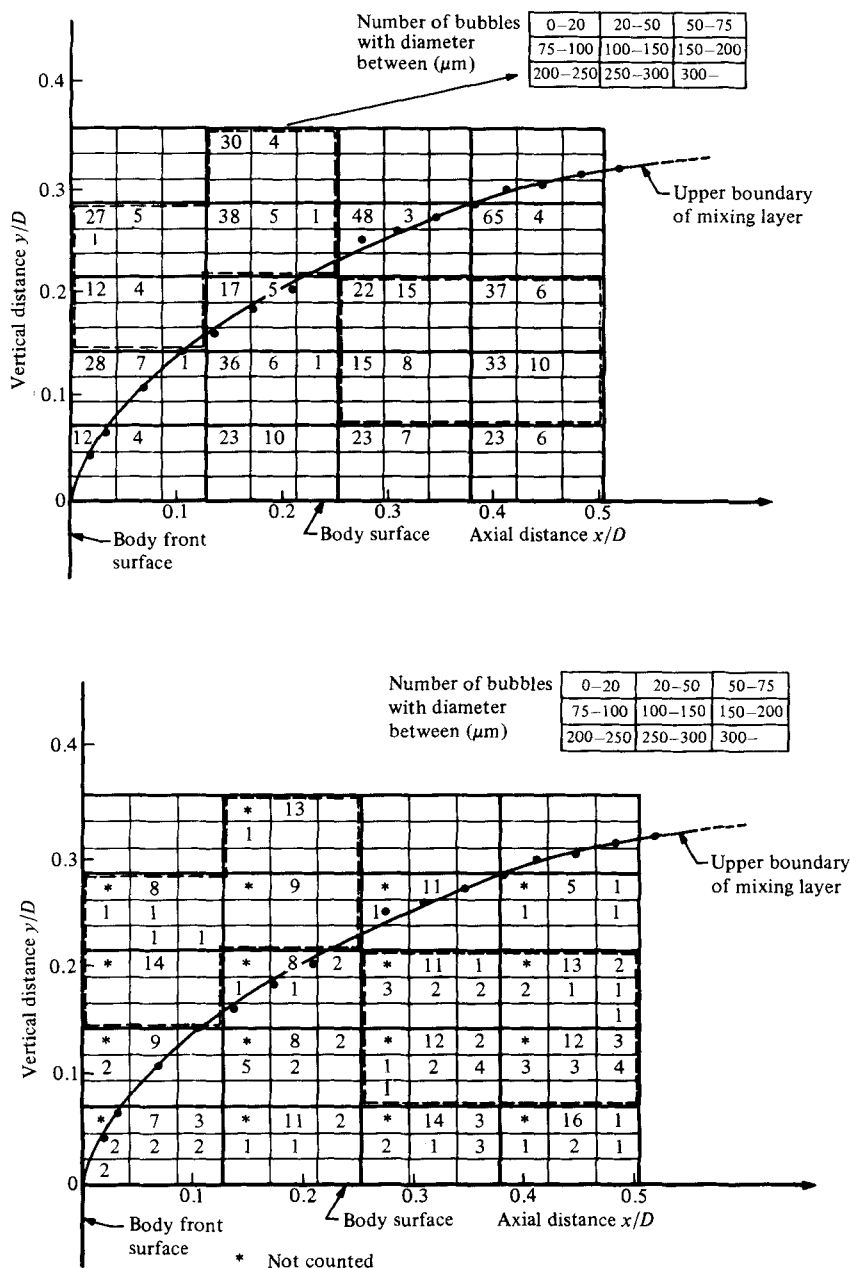 Number of bubbles
with diameter
between (μm)
0–20 20–50 50–75
75–100 100–150 150–200
200–250 250–300 300–
0.4
30 4
0.3
27 5 38 5 1 48 3 65 4
1
Upper boundary
of mixing layer
0.2
12 4 17 5 22 15 37 6
28 7 1 36 6 1 15 8 33 10
0.1
12 4 23 10 23 7 23 6
0
0.1 0.2 0.3 0.4 0.5
Vertical distance y/D
Body front
surface
Body surface
Axial distance x/D
Number of bubbles
with diameter
between (μm)
0–20 20–50 50–75
75–100 100–150 150–200
200–250 250–300 300–
0.4
* 13
1
0.3
* 8 * 9 * 11 * 5 1
1 1 1 1 1
1 1
Upper boundary
of mixing layer
0.2
* 14 * 8 2 * 11 1 * 13 2
1 1 3 2 2 2 1 1
1
* 9 * 8 2 * 12 2 * 12 3
2 5 2 1 2 4 3 3 4
1
0.1
* 7 3 * 11 2 * 14 3 * 16 1
2 2 2 1 1 2 1 3 1 2 1
2
0
0.1 0.2 0.3 0.4 0.5
Vertical distance y/D
Body front
surface
Body surface
Axial distance x/D
* Not counted